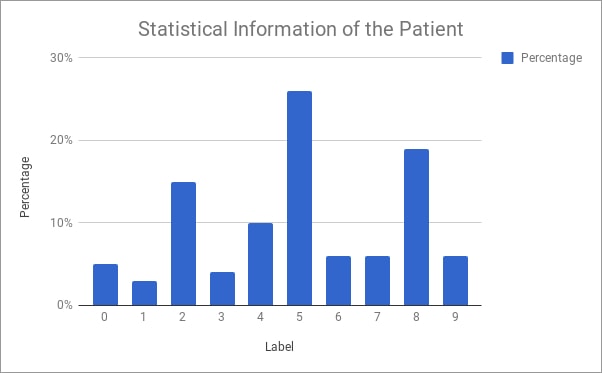 Statistical Information of the Patient
Percentage
30%
20%
10%
0%
Percentage
0 1 2 3 4 5 6 7 8 9
Label